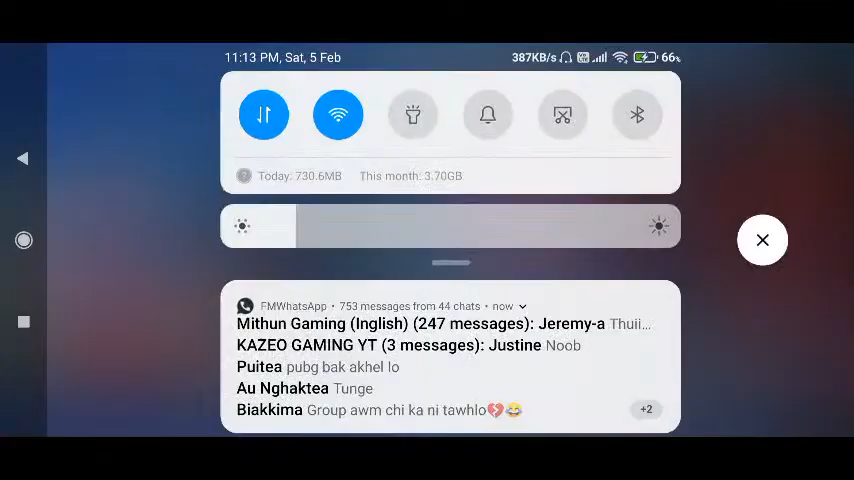 11:13 PM, Sat, 5 Feb 387KB/s 66%
Today: 730.6MB This month: 3.70GB
FMWhatsApp • 753 messages from 44 chats • now
Mithun Gaming (Inglish) (247 messages): Jeremy-a Thuii...
KAZEO GAMING YT (3 messages): Justine Noob
Puitea pubg bak akhel lo
Au Nghaktea Tunge
Biakkima Group awm chi ka ni tawhlo💔😂 +2